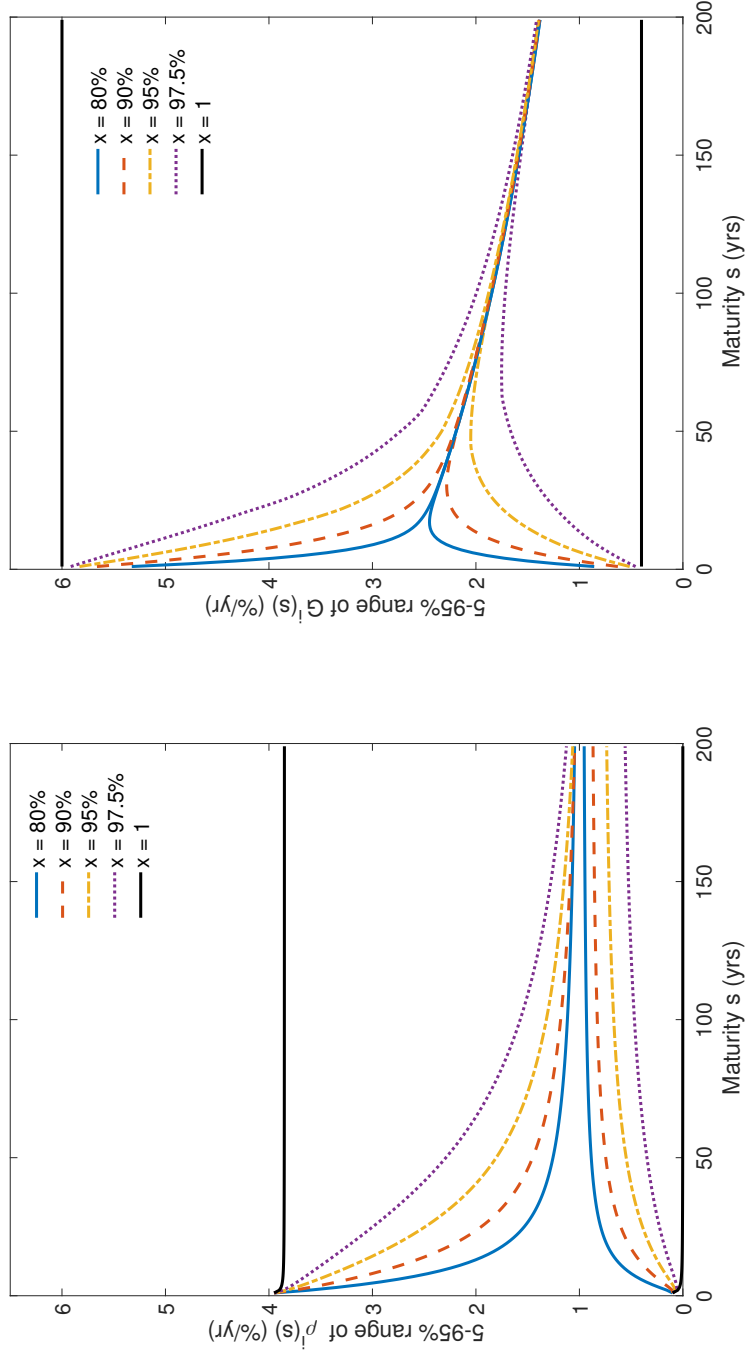 5-95% range of ρ^i(s) (%/yr)
6
5
4
3
2
1
0
0
50
100
150
200
Maturity s (yrs)
x = 80%
x = 90%
x = 95%
x = 97.5%
x = 1
5-95% range of G^i(s) (%/yr)
6
5
4
3
2
1
0
0
50
100
150
200
Maturity s (yrs)
x = 80%
x = 90%
x = 95%
x = 97.5%
x = 1